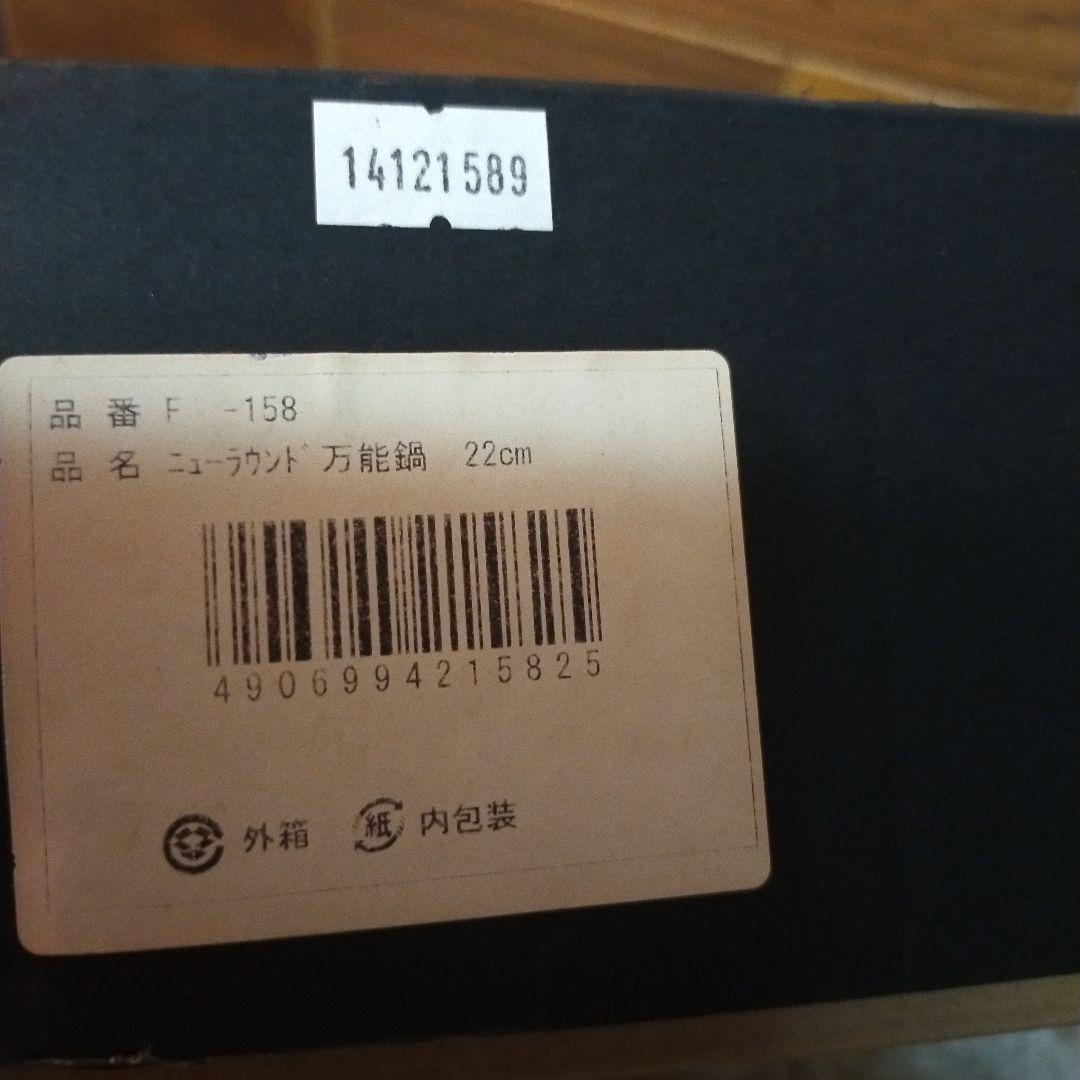 14121589
品 番 F -158
品 名 ﾆｭｰﾗｳﾝﾄﾞ万能鍋 22cm
4906994215825
外箱 紙 内包装